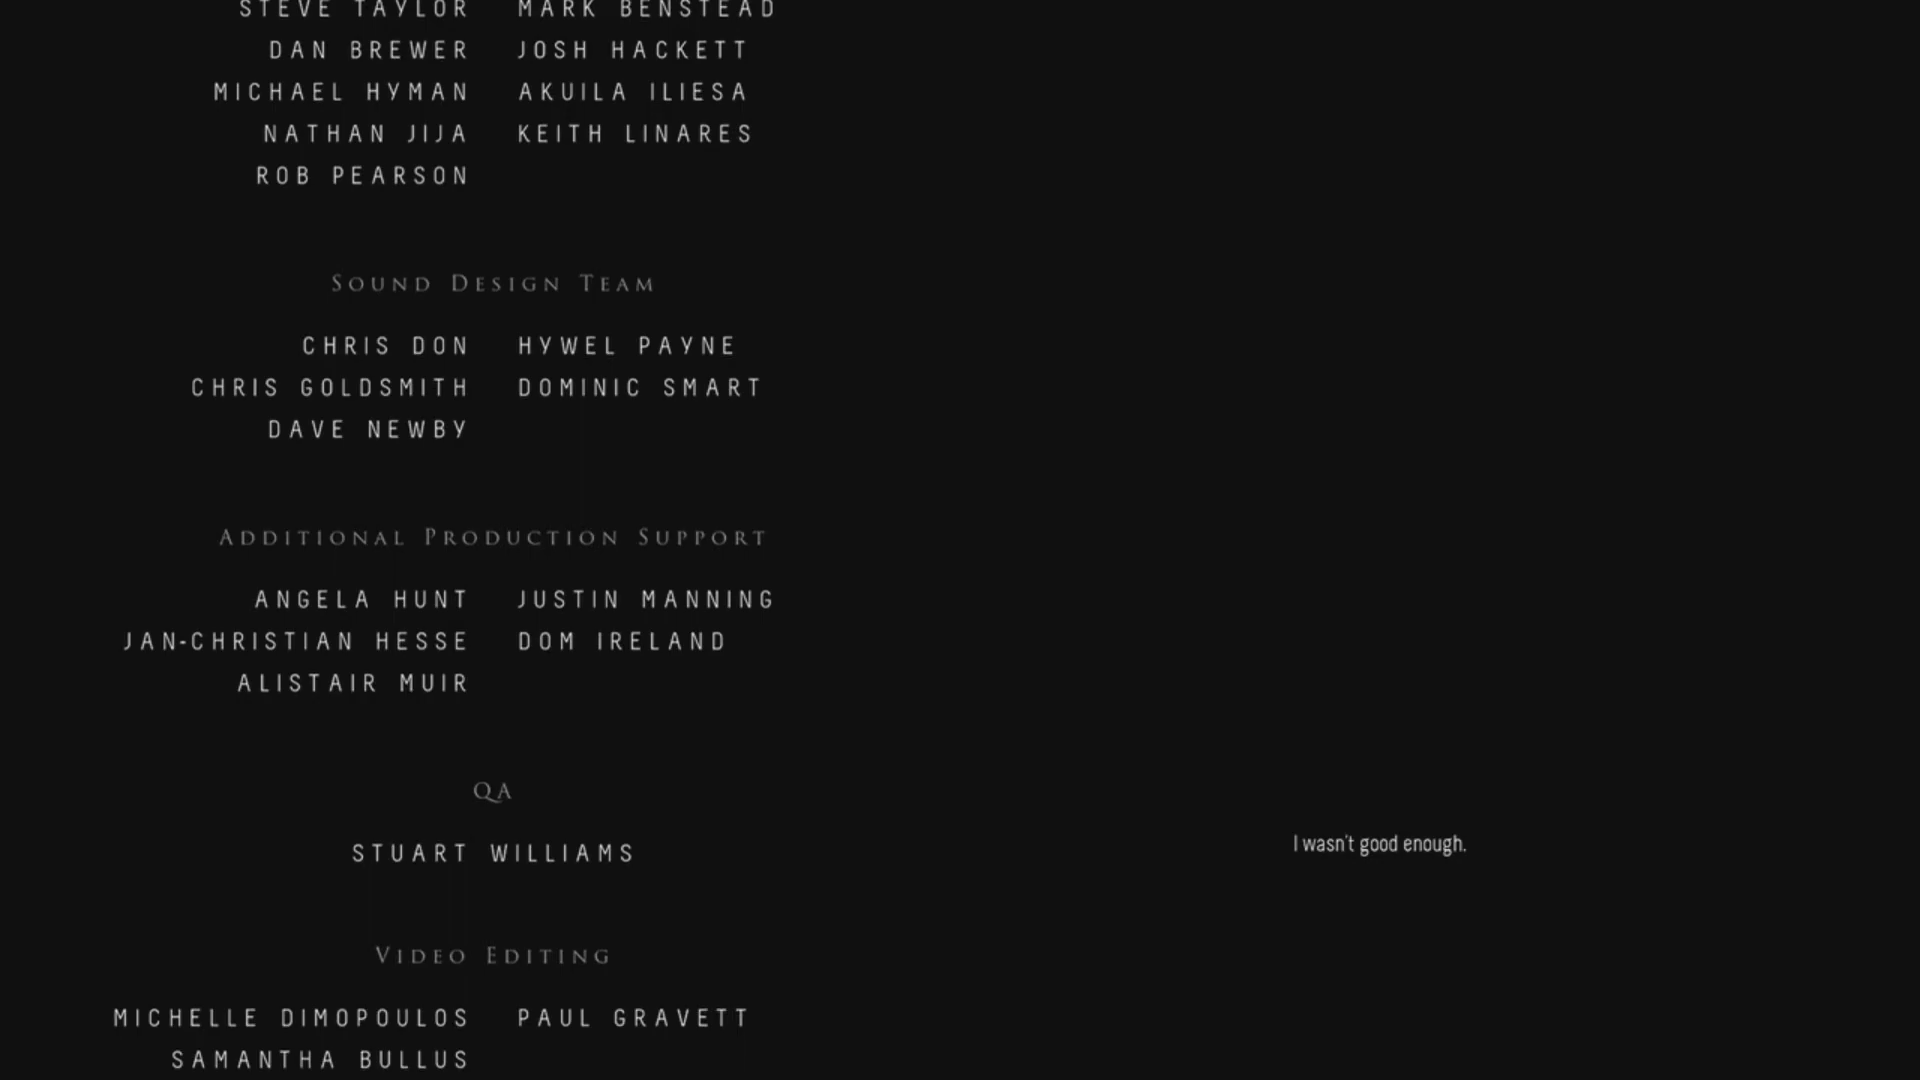 STEVE TAYLOR MARK BENSTEAD
DAN BREWER JOSH HACKETT
MICHAEL HYMAN AKUILA ILIESA
NATHAN JIJA KEITH LINARES
ROB PEARSON
SOUND DESIGN TEAM
CHRIS DON HYWEL PAYNE
CHRIS GOLDSMITH DOMINIC SMART
DAVE NEWBY
ADDITIONAL PRODUCTION SUPPORT
ANGELA HUNT JUSTIN MANNING
JAN-CHRISTIAN HESSE DOM IRELAND
ALISTAIR MUIR
QA
STUART WILLIAMS
I wasn't good enough.
VIDEO EDITING
MICHELLE DIMOPOULOS PAUL GRAVETT
SAMANTHA BULLUS